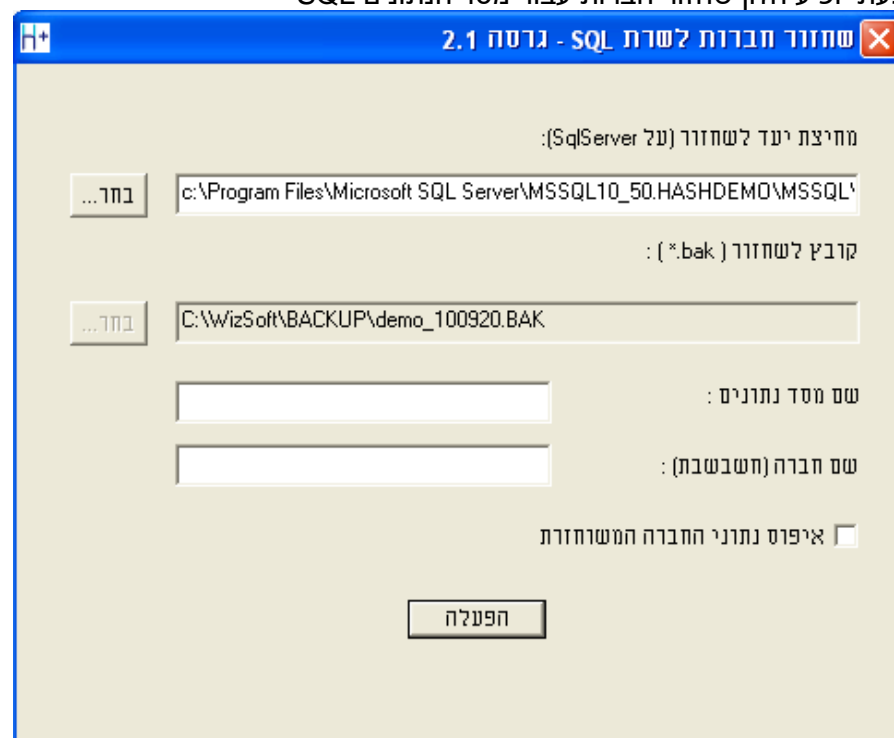 שחזור חברות לשרת SQL - גרסה 2.1
H+
מחיצת יעד לשחזור (על SqlServer):
c:\Program Files\Microsoft SQL Server\MSSQL10_50.HASHDEMO\MSSQL\
בחר...
קובץ לשחזור ( bak.* ) :
C:\WizSoft\BACKUP\demo_100920.BAK
בחר...
שם מסד נתונים :
שם חברה (חשבשבת) :
איפוס נתוני החברה המשוחזרת
הפעלה